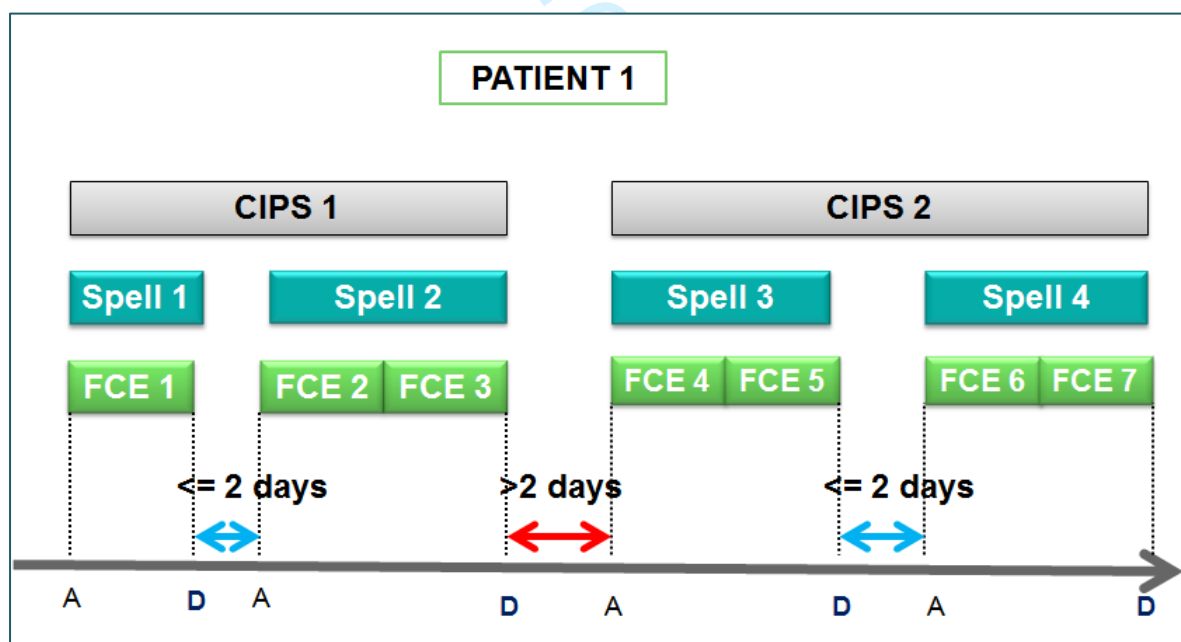 PATIENT 1
CIPS 1 CIPS 2
Spell 1 Spell 2 Spell 3 Spell 4
FCE 1 FCE 2 FCE 3 FCE 4 FCE 5 FCE 6 FCE 7
<= 2 days >2 days <= 2 days
A D A D A D A D